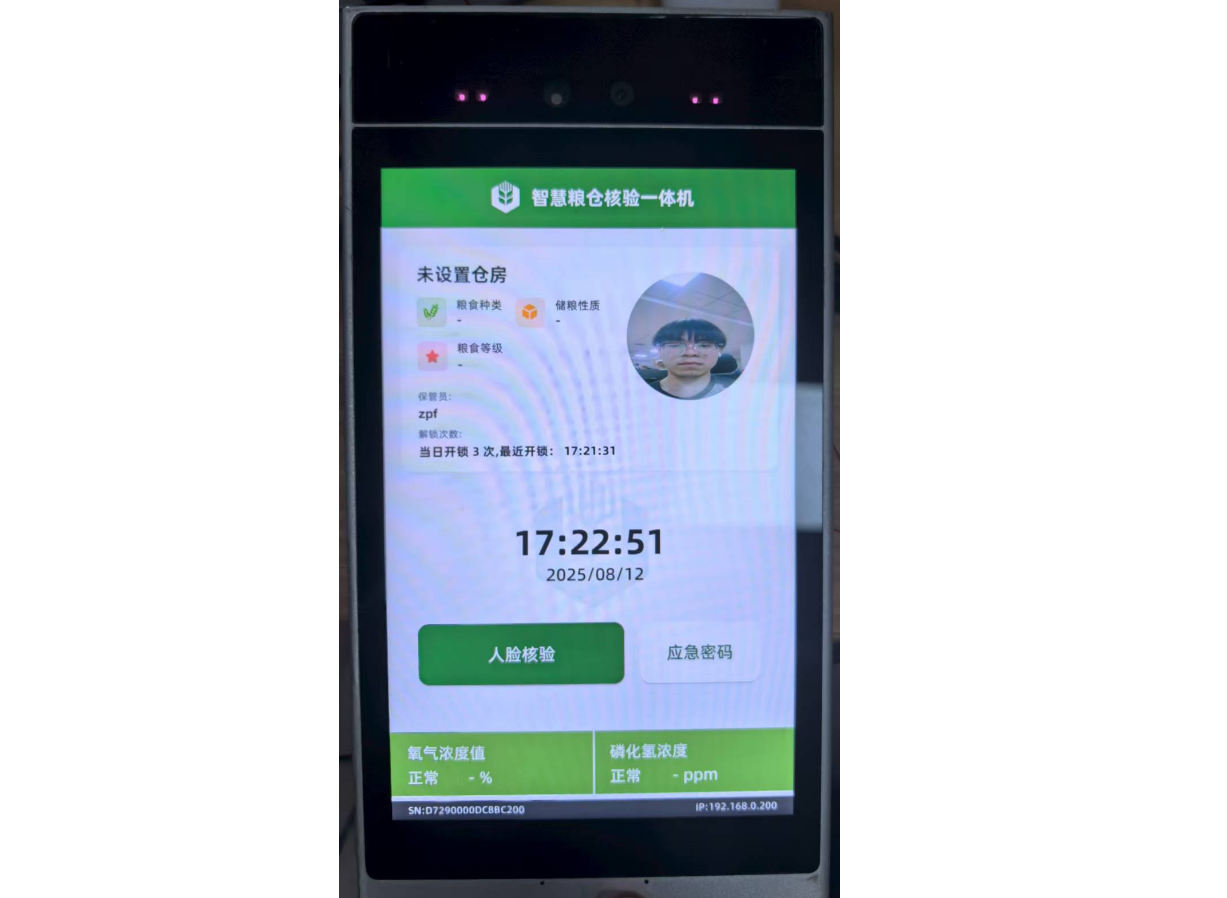 智慧粮仓核验一体机
未设置仓房
粮食种类 储粮性质
- -
粮食等级
-
保管员:
zpf
解锁次数:
当日开锁 3 次,最近开锁: 17:21:31
17:22:51
2025/08/12
人脸核验 应急密码
氧气浓度值 磷化氢浓度
正常 - % 正常 - ppm
SN:D7290000DC8BC200 IP:192.168.0.200